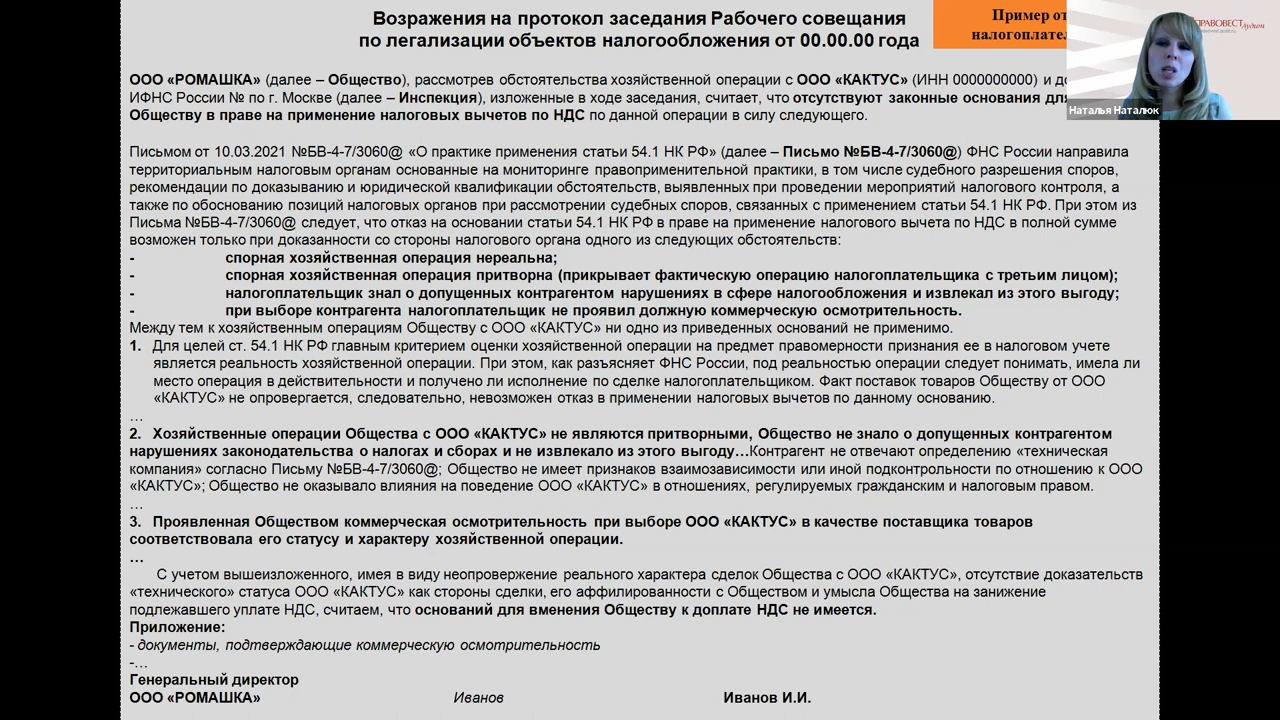 Возражения на протокол заседания Рабочего совещания
по легализации объектов налогообложения от 00.00.00 года
Пример от
налогоплател
ПРАВОВЕСТ Аудит
Наталья Наталюк
ООО «РОМАШКА» (далее – Общество), рассмотрев обстоятельства хозяйственной операции с ООО «КАКТУС» (ИНН 0000000000) и до
ИФНС России № по г. Москве (далее – Инспекция), изложенные в ходе заседания, считает, что отсутствуют законные основания для
Обществу в праве на применение налоговых вычетов по НДС по данной операции в силу следующего.
Письмом от 10.03.2021 №БВ-4-7/3060@ «О практике применения статьи 54.1 НК РФ» (далее – Письмо №БВ-4-7/3060@) ФНС России направила
территориальным налоговым органам основанные на мониторинге правоприменительной практики, в том числе судебного разрешения споров,
рекомендации по доказыванию и юридической квалификации обстоятельств, выявленных при проведении мероприятий налогового контроля, а
также по обоснованию позиций налоговых органов при рассмотрении судебных споров, связанных с применением статьи 54.1 НК РФ. При этом из
Письма №БВ-4-7/3060@ следует, что отказ на основании статьи 54.1 НК РФ в праве на применение налогового вычета по НДС в полной сумме
возможен только при доказанности со стороны налогового органа одного из следующих обстоятельств:
- спорная хозяйственная операция нереальна;
- спорная хозяйственная операция притворна (прикрывает фактическую операцию налогоплательщика с третьим лицом);
- налогоплательщик знал о допущенных контрагентом нарушениях в сфере налогообложения и извлекал из этого выгоду;
- при выборе контрагента налогоплательщик не проявил должную коммерческую осмотрительность.
Между тем к хозяйственным операциям Обществу с ООО «КАКТУС» ни одно из приведенных оснований не применимо.
1. Для целей ст. 54.1 НК РФ главным критерием оценки хозяйственной операции на предмет правомерности признания ее в налоговом учете
является реальность хозяйственной операции. При этом, как разъясняет ФНС России, под реальностью операции следует понимать, имела ли
место операция в действительности и получено ли исполнение по сделке налогоплательщиком. Факт поставок товаров Обществу от ООО
«КАКТУС» не опровергается, следовательно, невозможен отказ в применении налоговых вычетов по данному основанию.
…
2. Хозяйственные операции Общества с ООО «КАКТУС» не являются притворными, Общество не знало о допущенных контрагентом
нарушениях законодательства о налогах и сборах и не извлекало из этого выгоду…Контрагент не отвечают определению «техническая
компания» согласно Письму №БВ-4-7/3060@; Общество не имеет признаков взаимозависимости или иной подконтрольности по отношению к ООО
«КАКТУС»; Общество не оказывало влияния на поведение ООО «КАКТУС» в отношениях, регулируемых гражданским и налоговым правом.
…
3. Проявленная Обществом коммерческая осмотрительность при выборе ООО «КАКТУС» в качестве поставщика товаров
соответствовала его статусу и характеру хозяйственной операции.
…
С учетом вышеизложенного, имея в виду неопровержение реального характера сделок Общества с ООО «КАКТУС», отсутствие доказательств
«технического» статуса ООО «КАКТУС» как стороны сделки, его аффилированности с Обществом и умысла Общества на занижение
подлежавшего уплате НДС, считаем, что оснований для вменения Обществу к доплате НДС не имеется.
Приложение:
- документы, подтверждающие коммерческую осмотрительность
-…
Генеральный директор
ООО «РОМАШКА» Иванов Иванов И.И.